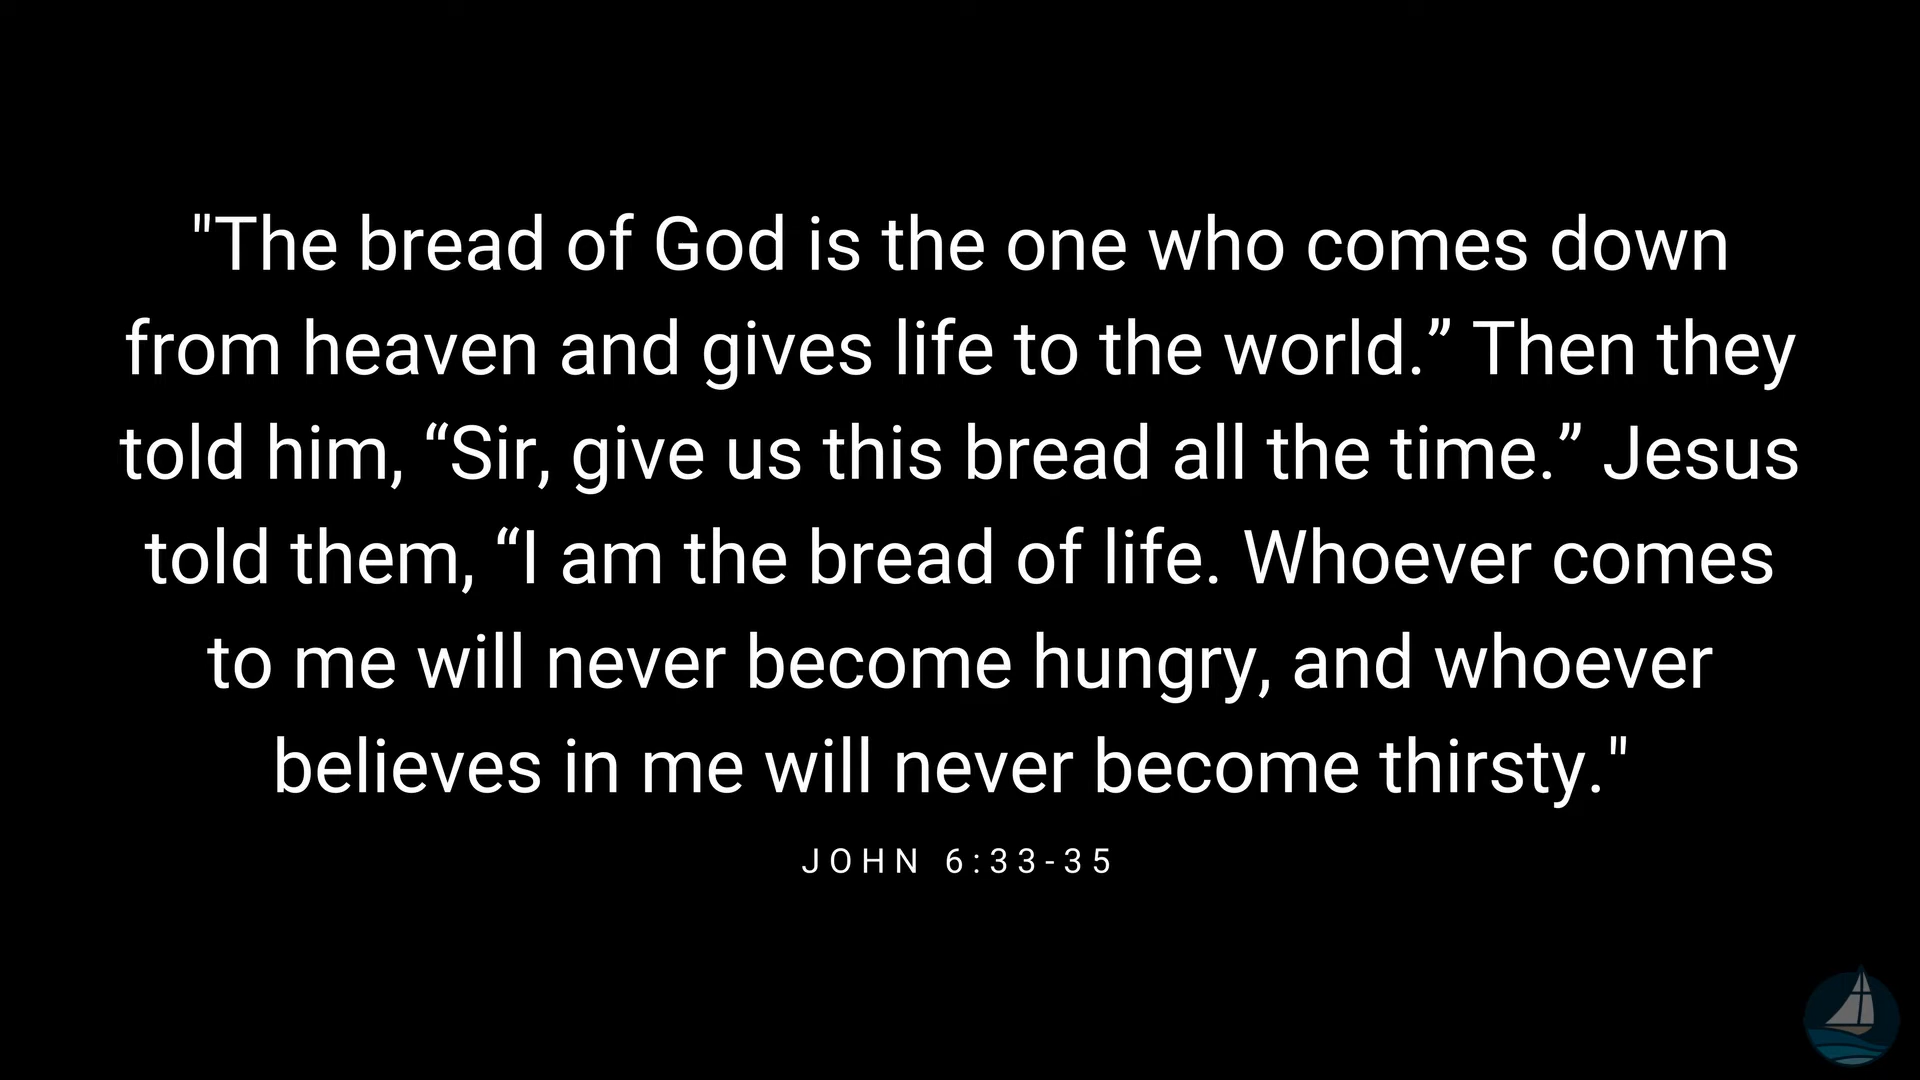 "The bread of God is the one who comes down
from heaven and gives life to the world.” Then they
told him, “Sir, give us this bread all the time.” Jesus
told them, “I am the bread of life. Whoever comes
to me will never become hungry, and whoever
believes in me will never become thirsty."
JOHN 6:33-35